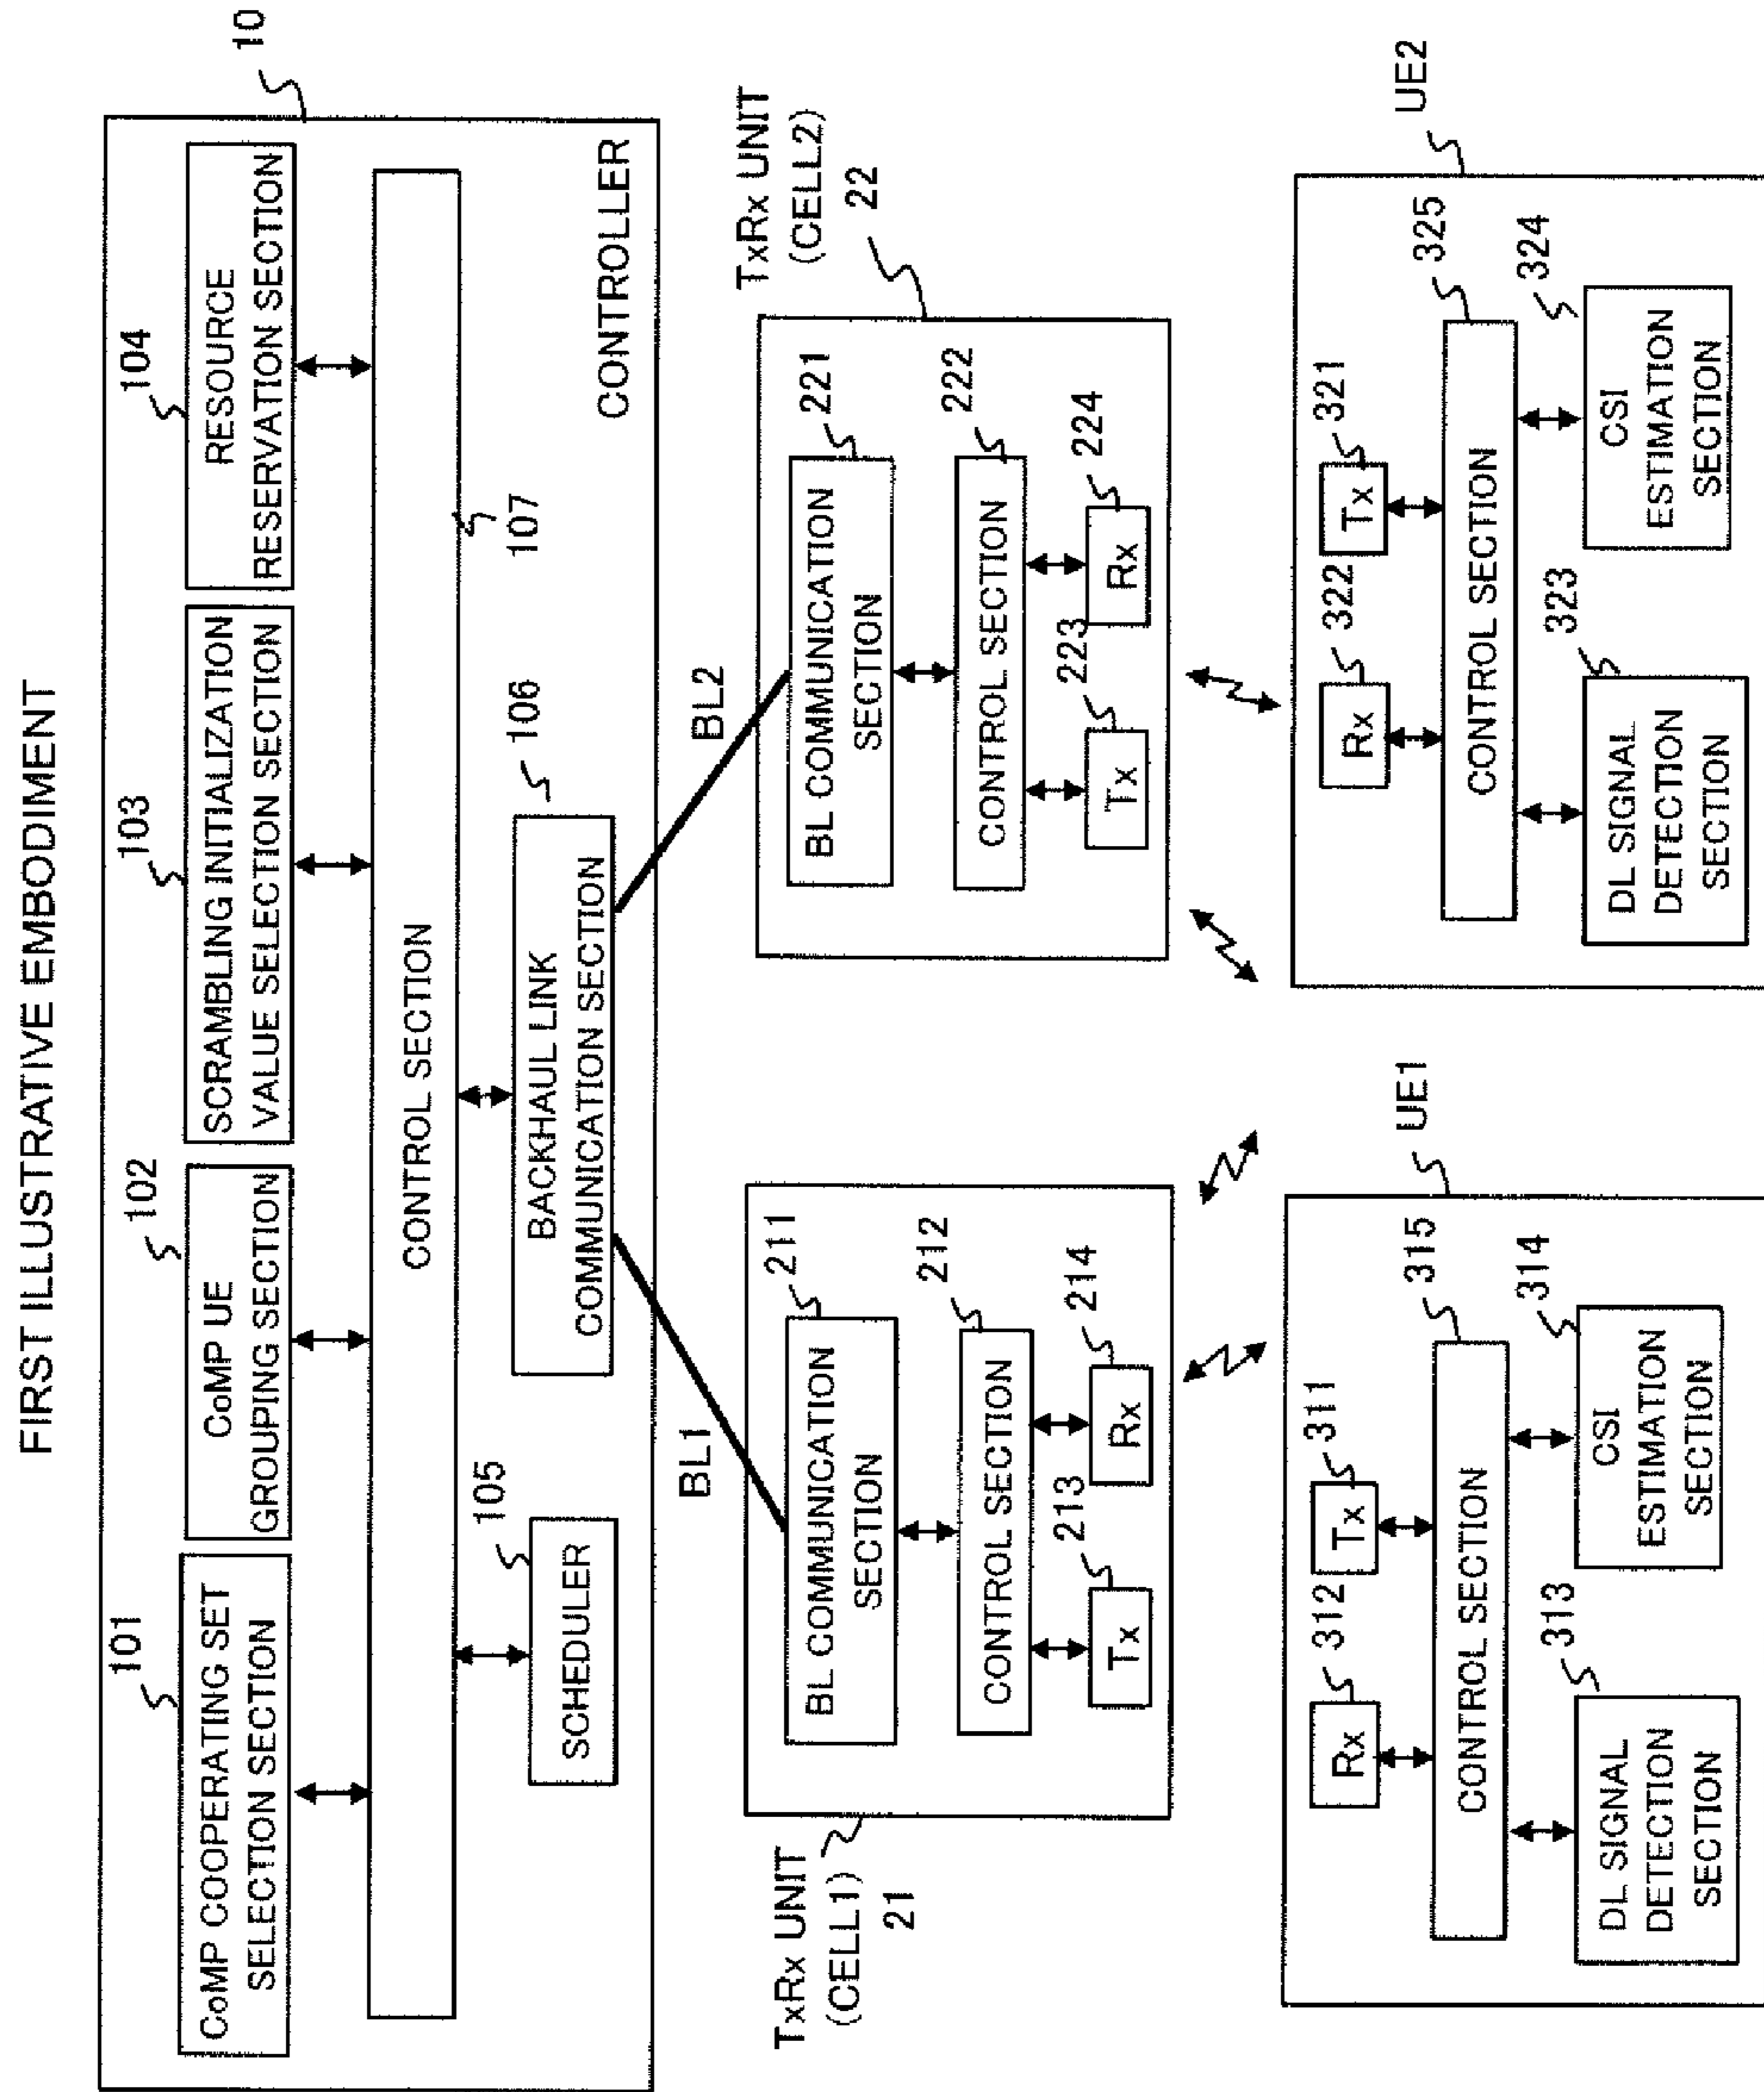 FIRST ILLUSTRATIVE EMBODIMENT
10
101
102
103
104
CoMP COOPERATING SET
SELECTION SECTION
CoMP UE
GROUPING SECTION
SCRAMBLING INITIALIZATION
VALUE SELECTION SECTION
RESOURCE
RESERVATION SECTION
CONTROL SECTION
107
105
SCHEDULER
106
BACKHAUL LINK
COMMUNICATION SECTION
CONTROLLER
BL1
BL2
TxRx UNIT
(CELL1)
21
211
BL COMMUNICATION
SECTION
212
CONTROL SECTION
213
Tx
214
Rx
TxRx UNIT
(CELL2)
22
221
BL COMMUNICATION
SECTION
222
CONTROL SECTION
223
Tx
224
Rx
UE1
312
Rx
311
Tx
315
CONTROL SECTION
313
DL SIGNAL
DETECTION
SECTION
314
CSI
ESTIMATION
SECTION
UE2
322
Rx
321
Tx
325
CONTROL SECTION
323
DL SIGNAL
DETECTION
SECTION
324
CSI
ESTIMATION
SECTION